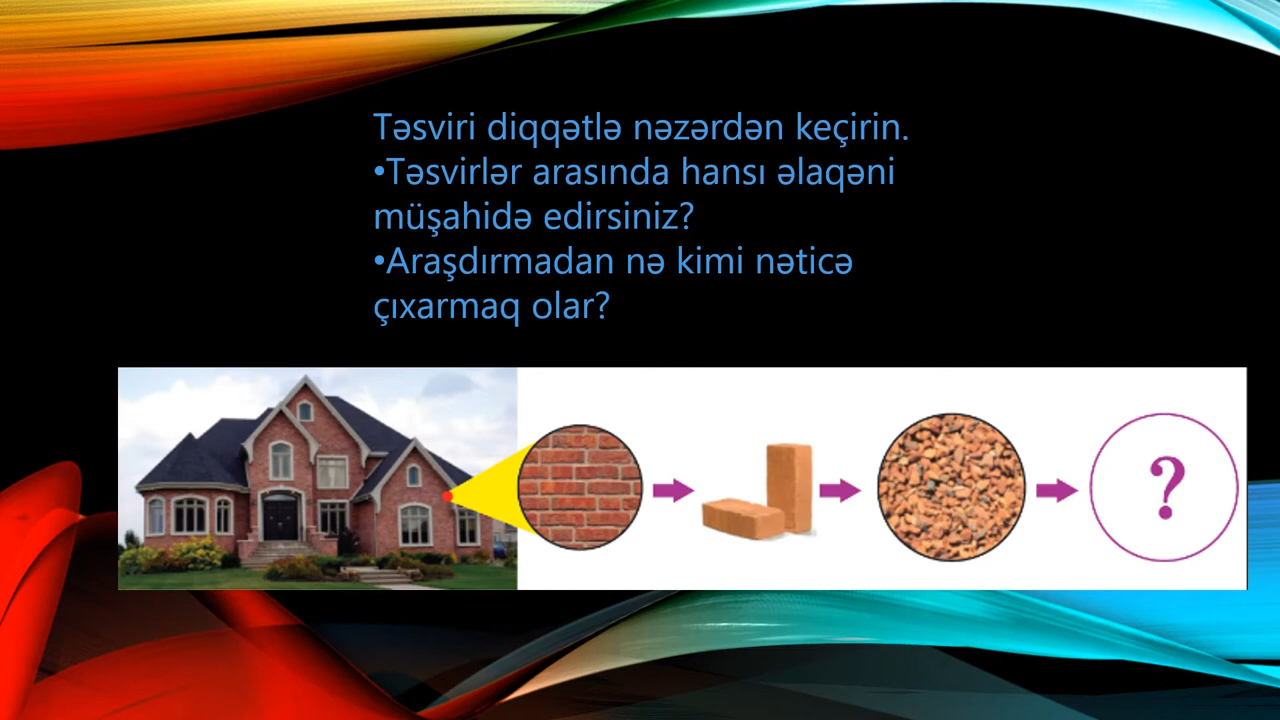 Təsviri diqqətlə nəzərdən keçirin.
•Təsvirlər arasında hansı əlaqəni
müşahidə edirsiniz?
•Araşdırmadan nə kimi nəticə
çıxarmaq olar?
?